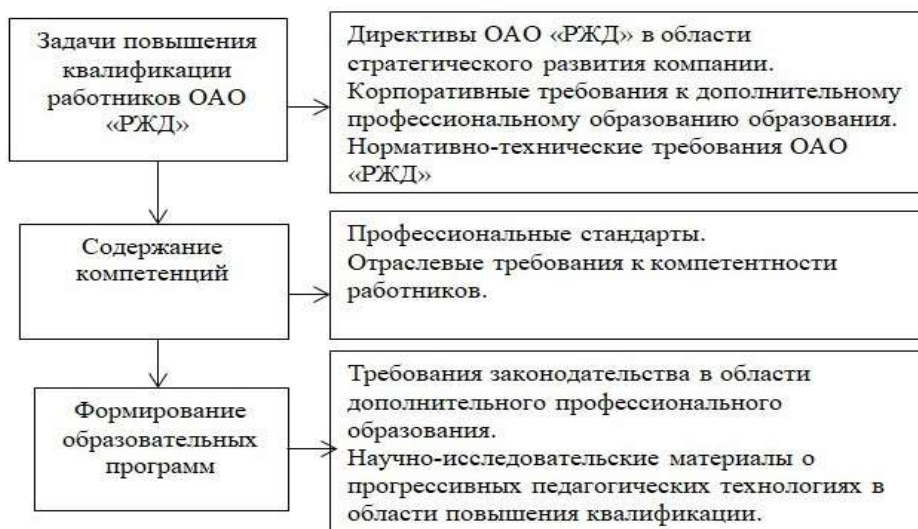 Задачи повышения
квалификации
работников ОАО
«РЖД»
Директивы ОАО «РЖД» в области
стратегического развития компании.
Корпоративные требования к дополнительному
профессиональному образованию образования.
Нормативно-технические требования ОАО
«РЖД»
Содержание
компетенций
Профессиональные стандарты.
Отраслевые требования к компетентности
работников.
Формирование
образовательных
программ
Требования законодательства в области
дополнительного профессионального
образования.
Научно-исследовательские материалы о
прогрессивных педагогических технологиях в
области повышения квалификации.